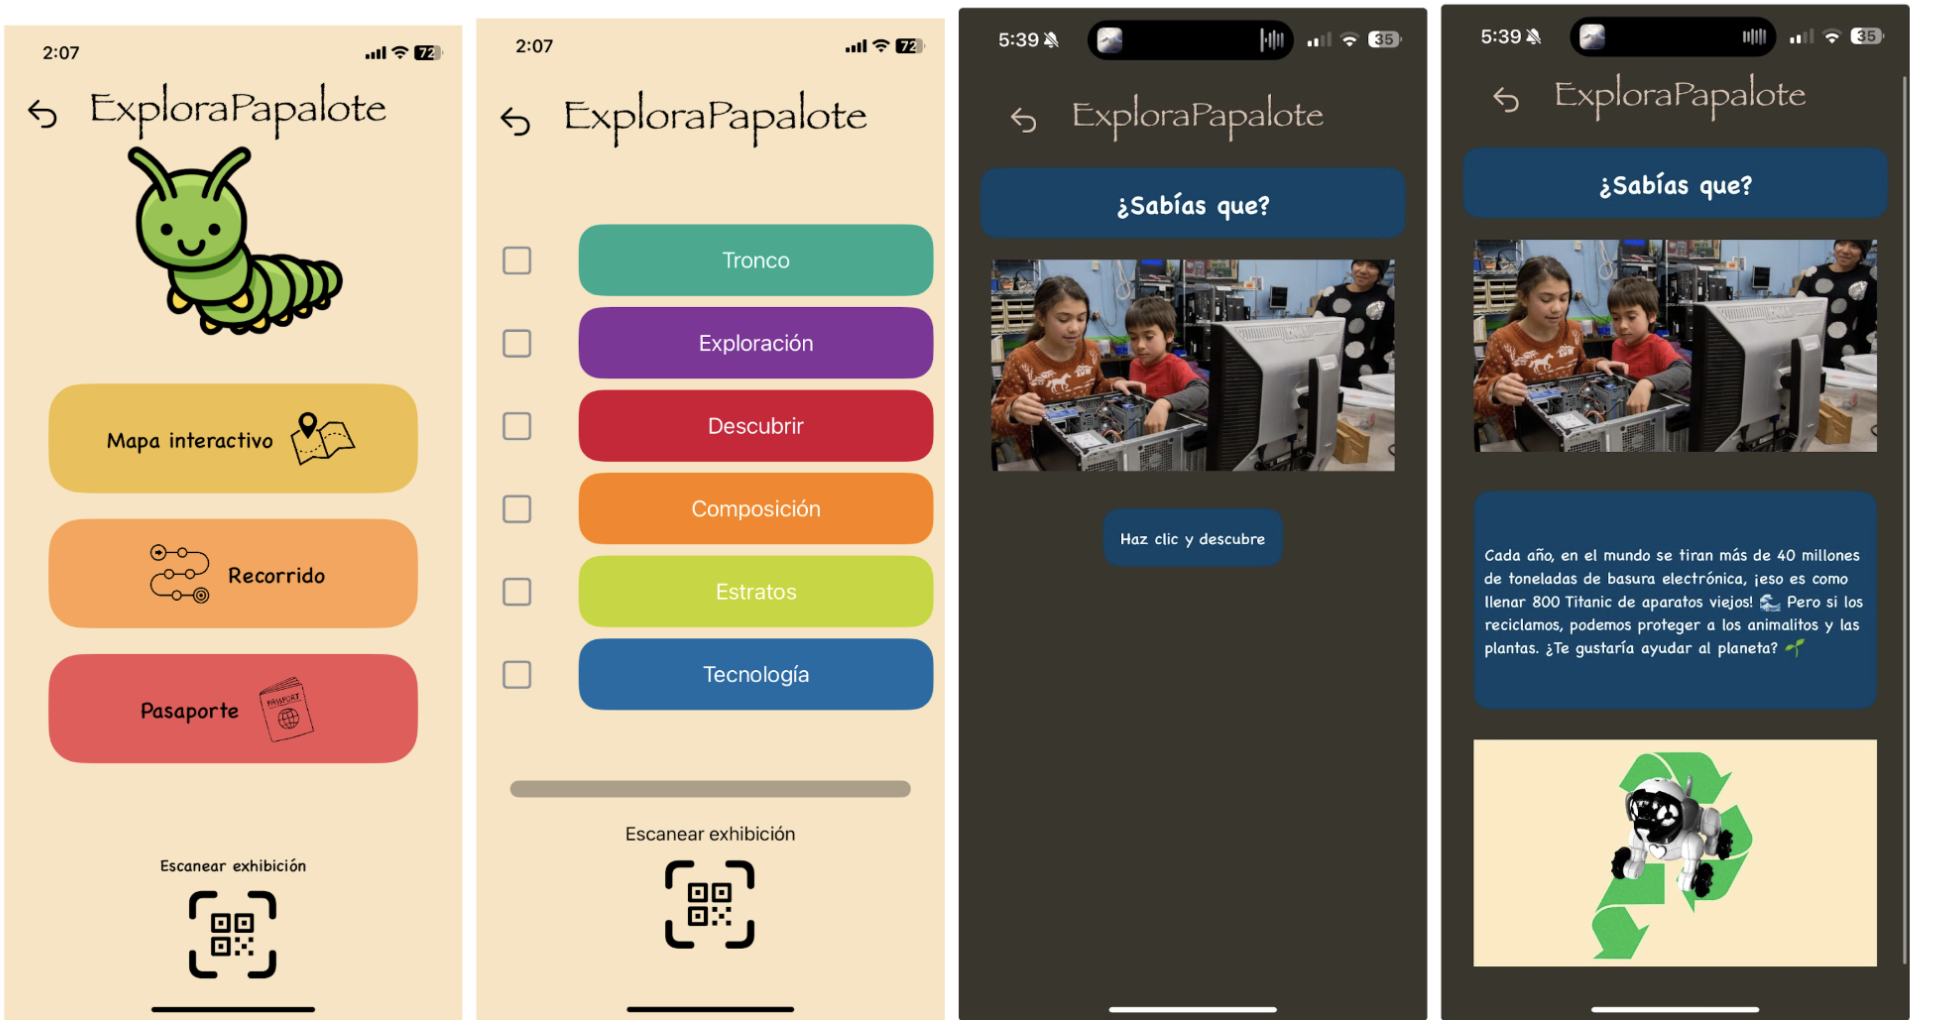 2:07
72
ExploraPapalote
Mapa interactivo
Recorrido
Pasaporte
PASSPORT
Escanear exhibición
2:07
72
ExploraPapalote
Tronco
Exploración
Descubrir
Composición
Estratos
Tecnología
Escanear exhibición
5:39
35
ExploraPapalote
¿Sabías que?
Haz clic y descubre
5:39
35
ExploraPapalote
¿Sabías que?
Cada año, en el mundo se tiran más de 40 millones
de toneladas de basura electrónica, ¡eso es como
llenar 800 Titanic de aparatos viejos! 🌊 Pero si los
reciclamos, podemos proteger a los animalitos y las
plantas. ¿Te gustaría ayudar al planeta? 🌱